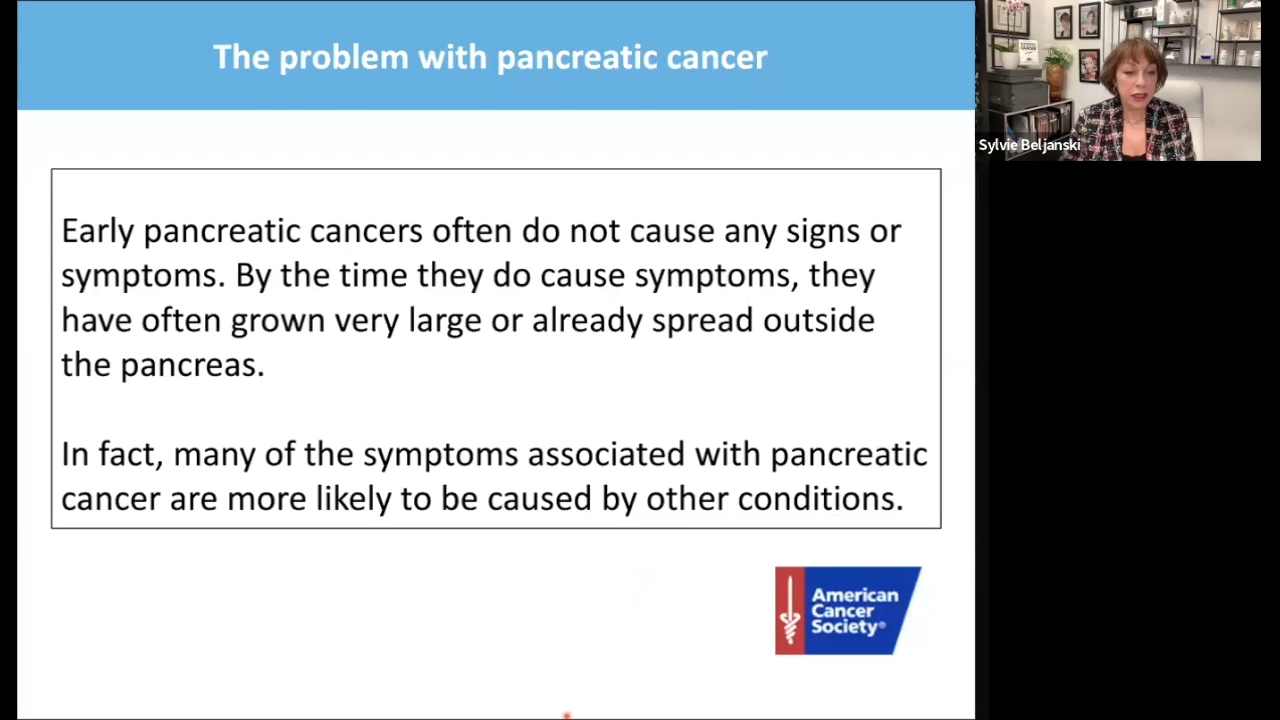 The problem with pancreatic cancer
Sylvie Beljanski
Early pancreatic cancers often do not cause any signs or
symptoms. By the time they do cause symptoms, they
have often grown very large or already spread outside
the pancreas.
In fact, many of the symptoms associated with pancreatic
cancer are more likely to be caused by other conditions.
American
Cancer
Society®